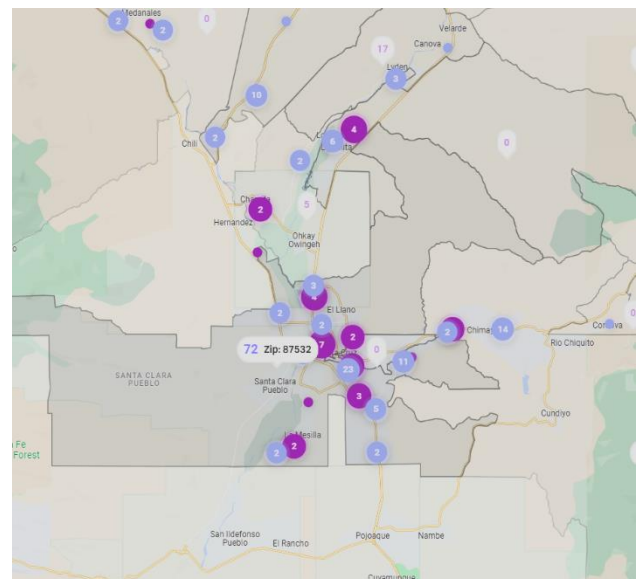 Medanales
2
2
0
Velarde
Canova
17
Lyden
3
10
2
Chili
4
6
2
0
2
Hernandez
5
Ohkay
Owingeh
3
4
El Llano
2
2
2
7
72 Zip: 87532
0
2
Chima
14
Rio Chiquito
11
23
SANTA CLARA
PUEBLO
Santa Clara
Pueblo
3
5
Cundiyo
La Mesilla
2
2
2
Forest
San Ildefonso
Pueblo
El Rancho
Pojoaque
Nambe
Cuyamungue